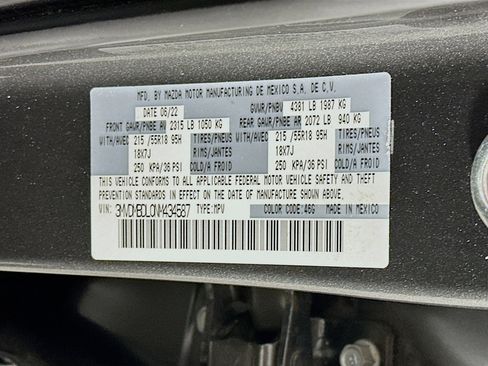 MFD. BY MAZDA MOTOR MANUFACTURING DE MEXICO S.A. DE C.V.
DATE 06/22 GVWR/PNBV 4381 LB 1987 KG
FRONT GAWR/PNBE AV 2315 LB 1050 KG REAR GAWR/PNBE AR 2072 LB 940 KG
WITH/AVEC 215 /55R18 95H TIRES/PNEUS WITH/AVEC 215 /55R18 95H TIRES/PNEUS
18X7J RIMS/JANTES 18X7J RIMS/JANTES
250 KPA/36 PSI COLD/A FROID 250 KPA/36 PSI COLD/A FROID
THIS VEHICLE CONFORMS TO ALL APPLICABLE FEDERAL MOTOR VEHICLE SAFETY AND THEFT
PREVENTION STANDARDS IN EFFECT ON THE DATE OF MANUFACTURE SHOWN ABOVE.
VIN: TYPE:MPV COLOR CODE:46G MADE IN MEXICO